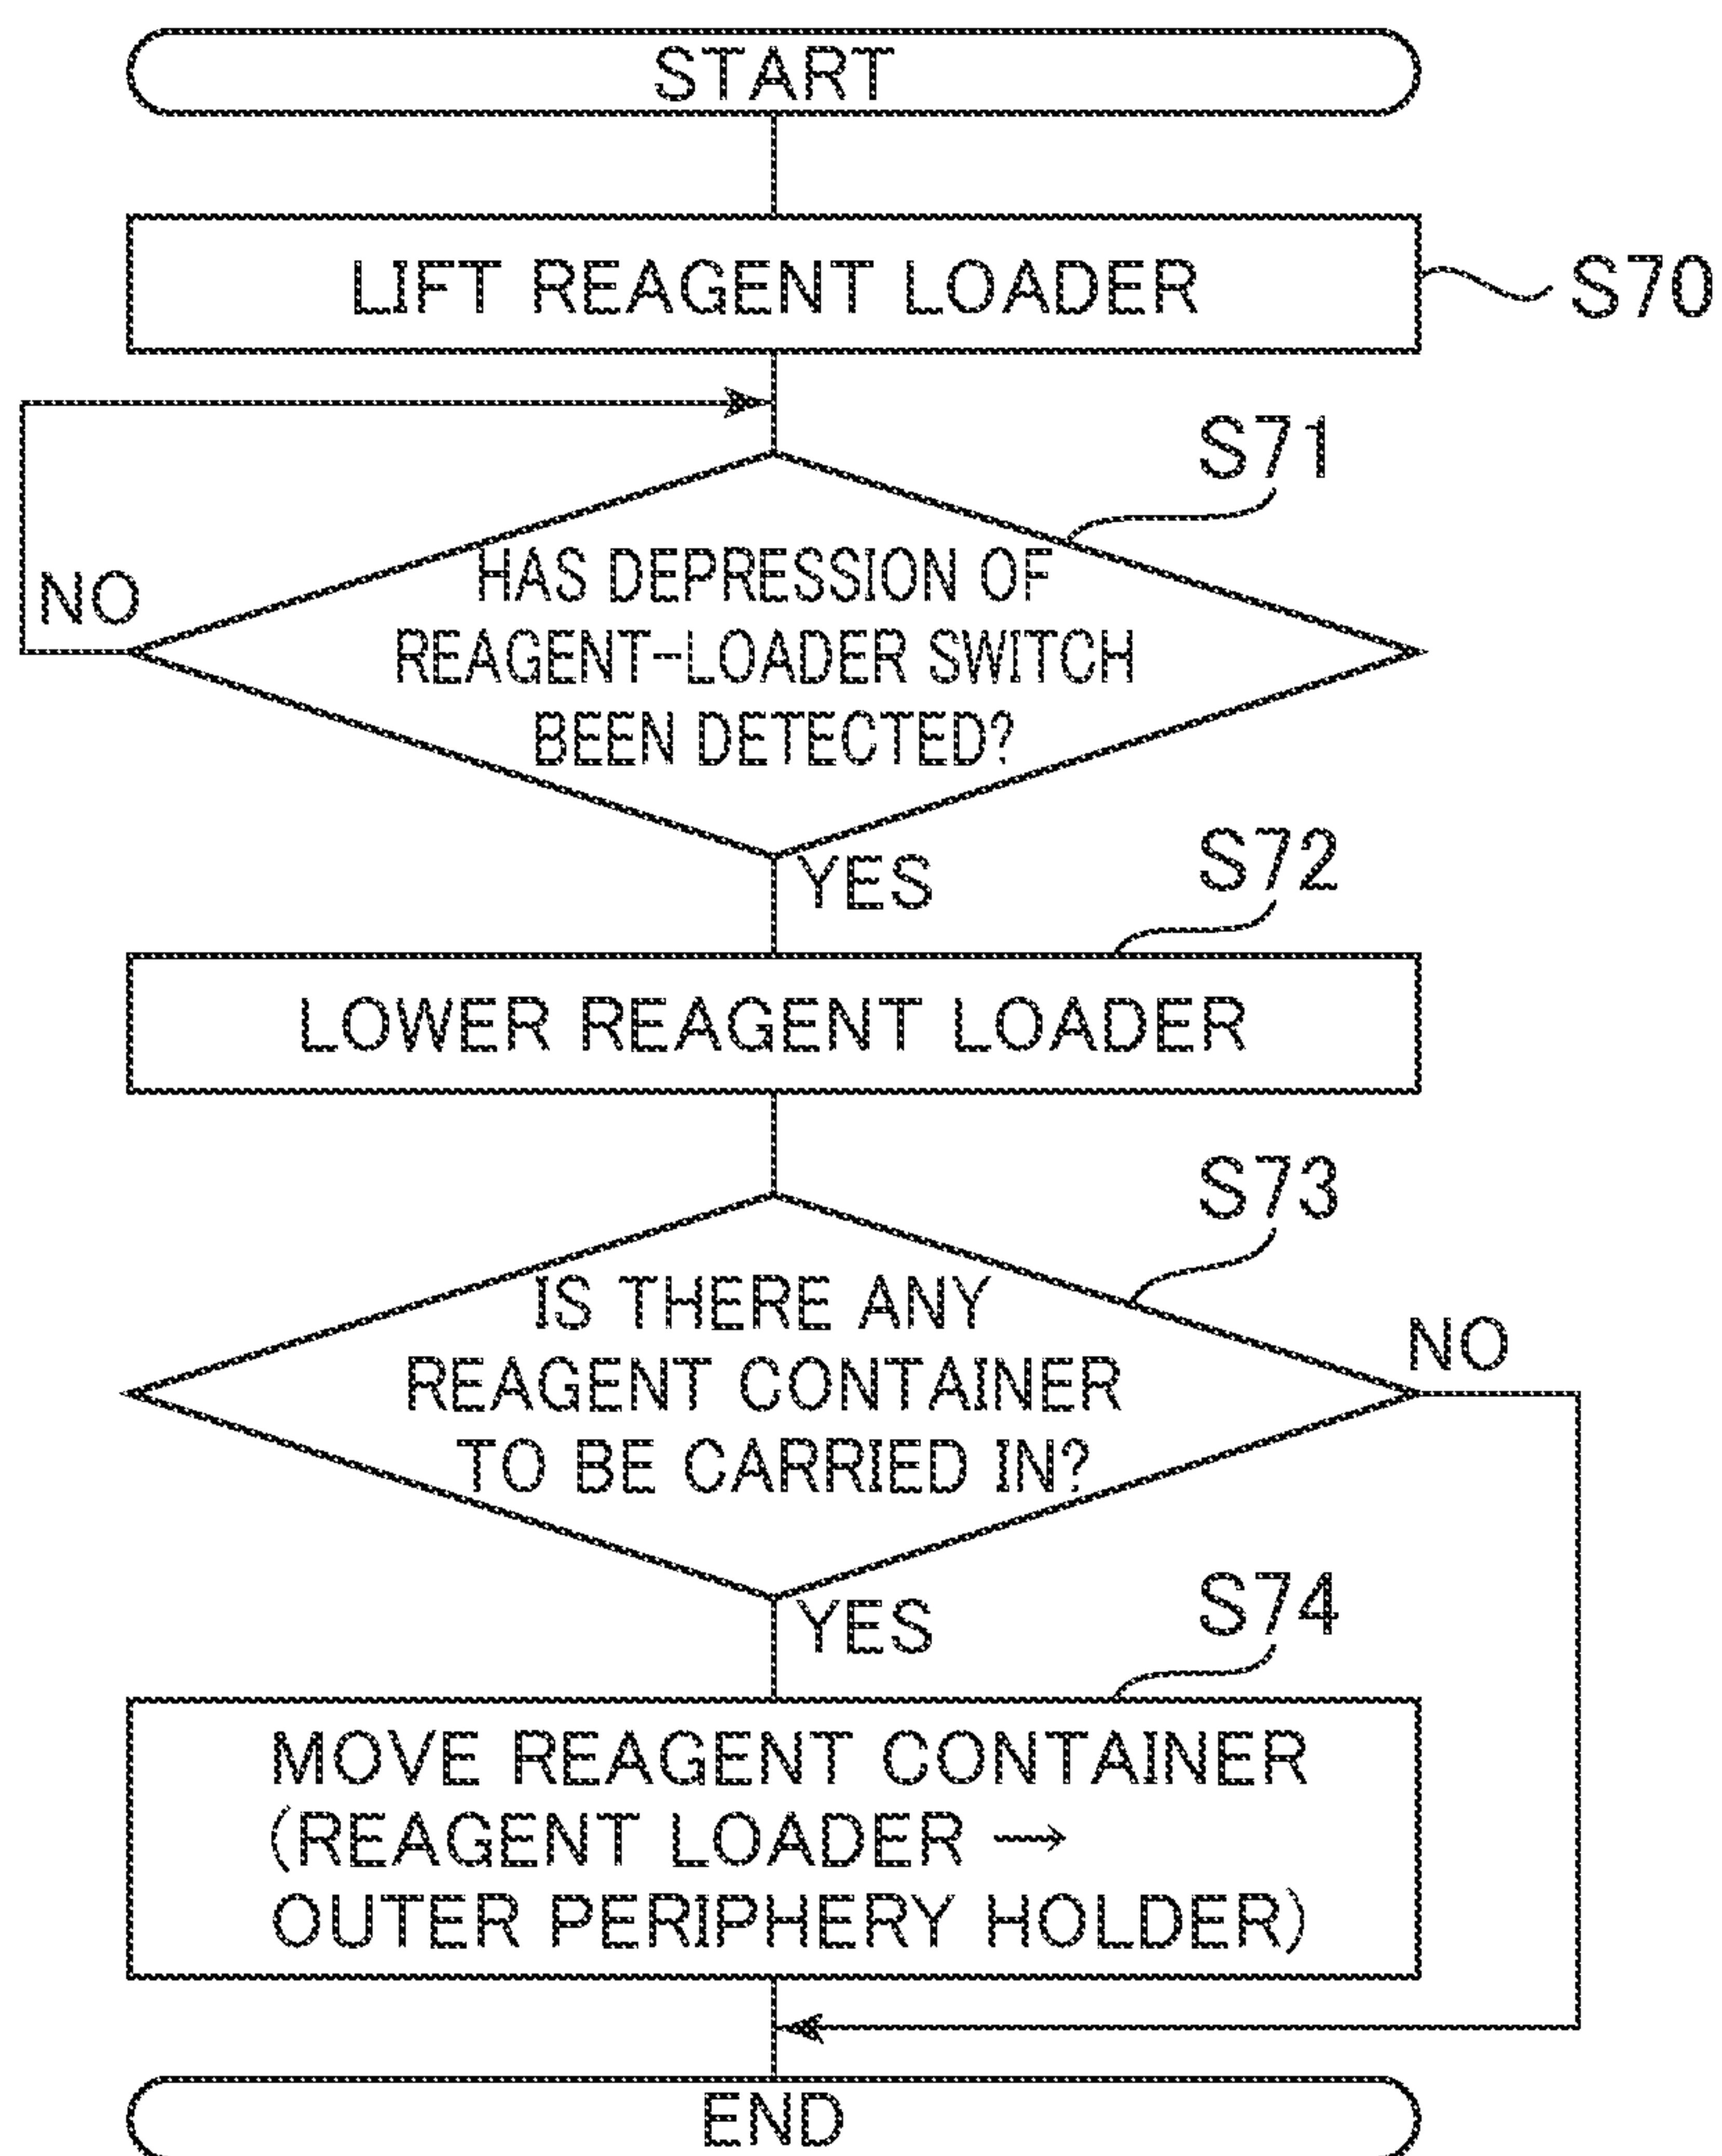 START
LIFT REAGENT LOADER
S70
S71
HAS DEPRESSION OF
REAGENT-LOADER SWITCH
BEEN DETECTED?
NO
YES
S72
LOWER REAGENT LOADER
S73
IS THERE ANY
REAGENT CONTAINER
TO BE CARRIED IN?
NO
YES
S74
MOVE REAGENT CONTAINER
(REAGENT LOADER →
OUTER PERIPHERY HOLDER)
END